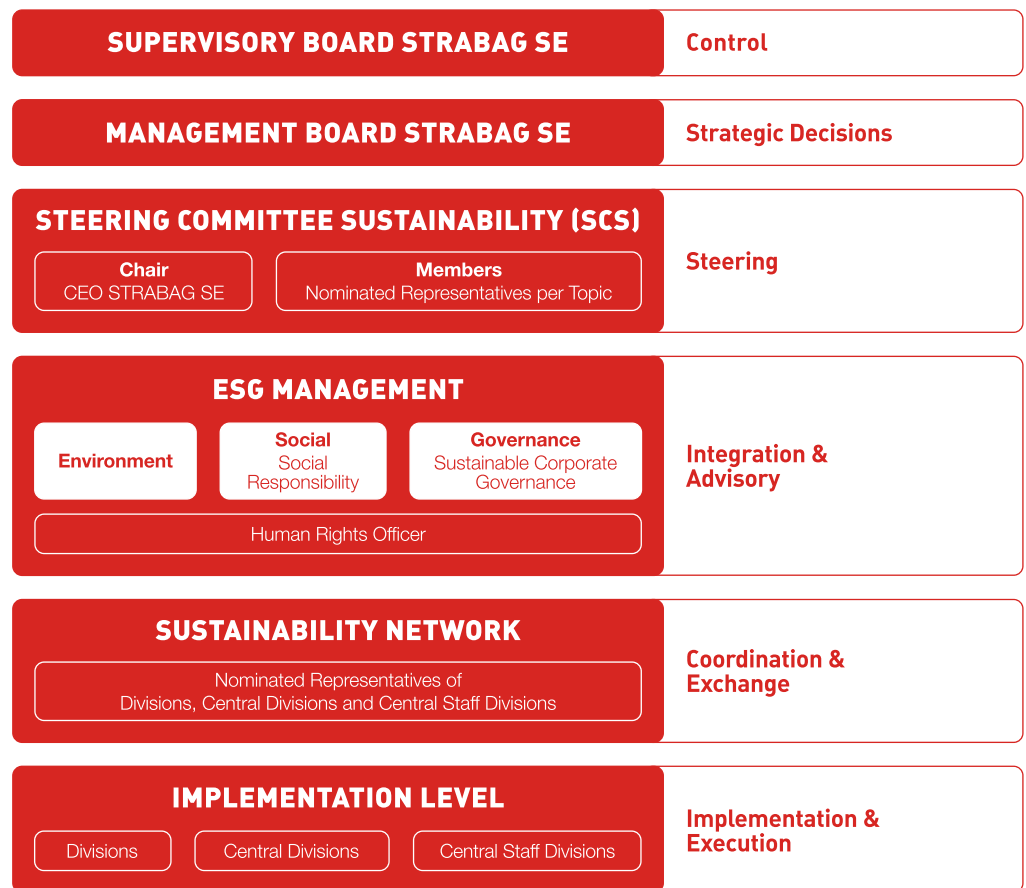 SUPERVISORY BOARD STRABAG SE
Control
MANAGEMENT BOARD STRABAG SE
Strategic Decisions
STEERING COMMITTEE SUSTAINABILITY (SCS)
Chair
CEO STRABAG SE
Members
Nominated Representatives per Topic
Steering
ESG MANAGEMENT
Environment
Social
Social
Responsibility
Governance
Sustainable Corporate
Governance
Human Rights Officer
Integration &
Advisory
SUSTAINABILITY NETWORK
Nominated Representatives of
Divisions, Central Divisions and Central Staff Divisions
Coordination &
Exchange
IMPLEMENTATION LEVEL
Divisions
Central Divisions
Central Staff Divisions
Implementation &
Execution